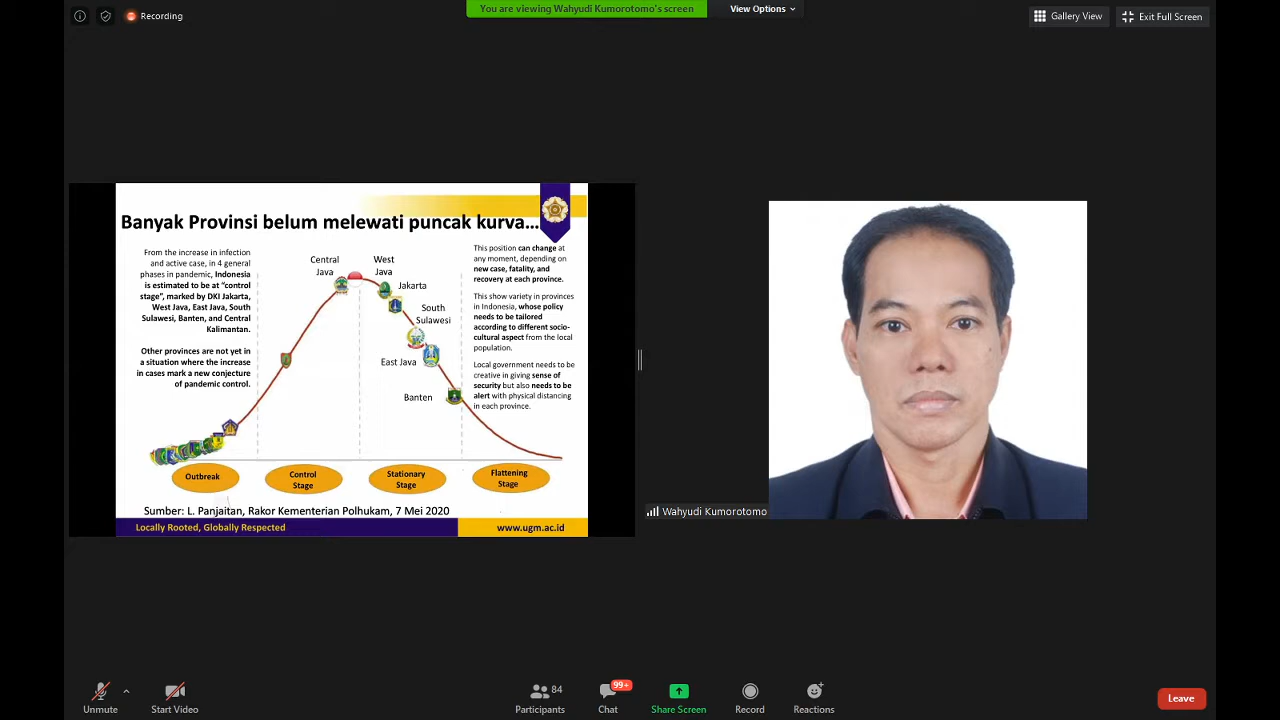 Recording
You are viewing Wahyudi Kumorotomo's screen
View Options
Gallery View
Exit Full Screen
Banyak Provinsi belum melewati puncak kurva...
From the increase in infection
and active case, in 4 general
phases in pandemic, Indonesia
is estimated to be at “control
stage”, marked by DKI Jakarta,
West Java, East Java, South
Sulawesi, Banten, and Central
Kalimantan.
Other provinces are not yet in
a situation where the increase
in cases mark a new conjecture
of pandemic control.
Central
Java
West
Java
Jakarta
South
Sulawesi
East Java
Banten
This position can change at
any moment, depending on
new case, fatality, and
recovery at each province.
This show variety in provinces
in Indonesia, whose policy
needs to be tailored
according to different socio-
cultural aspect from the local
population.
Local government needs to be
creative in giving sense of
security but also needs to be
alert with physical distancing
in each province.
Outbreak
Control
Stage
Stationary
Stage
Flattening
Stage
Sumber: L. Panjaitan, Rakor Kementerian Polhukam, 7 Mei 2020
Locally Rooted, Globally Respected
www.ugm.ac.id
Wahyudi Kumorotomo
Unmute
Start Video
84
Participants
99+
Chat
Share Screen
Record
Reactions
Leave